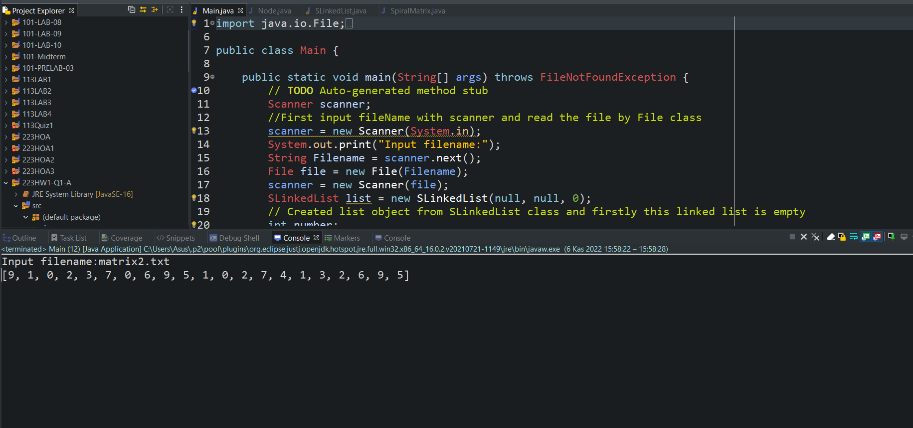 Project Explorer
101-LAB-08
101-LAB-09
101-LAB-10
101-Midterm
101-PRELAB-03
113LAB1
113LAB2
113LAB3
113LAB4
113Quiz1
223HOA
223HOA1
223HOA2
223HOA3
223HW1-Q1-A
JRE System Library [JavaSE-16]
src
(default package)
Main.java Node.java SLinkedList.java SpiralMatrix.java
1 import java.io.File;
6
7 public class Main {
8
9 public static void main(String[] args) throws FileNotFoundException {
10 // TODO Auto-generated method stub
11 Scanner scanner;
12 //First input fileName with scanner and read the file by File class
13 scanner = new Scanner(System.in);
14 System.out.print("Input filename:");
15 String Filename = scanner.next();
16 File file = new File(Filename);
17 scanner = new Scanner(file);
18 SLinkedList list = new SLinkedList(null, null, 0);
19 // Created list object from SLinkedList class and firstly this linked list is empty
20 int number;
Outline Task List Coverage Snippets Debug Shell Console Markers Console
<terminated> Main (12) [Java Application] C:\Users\Asus\.p2\pool\plugins\org.eclipse.justj.openjdk.hotspot.jre.full.win32.x86_64_16.0.2.v20210721-1149\jre\bin\javaw.exe (6 Kas 2022 15:58:22 – 15:58:28)
Input filename:matrix2.txt
[9, 1, 0, 2, 3, 7, 0, 6, 9, 5, 1, 0, 2, 7, 4, 1, 3, 2, 6, 9, 5]